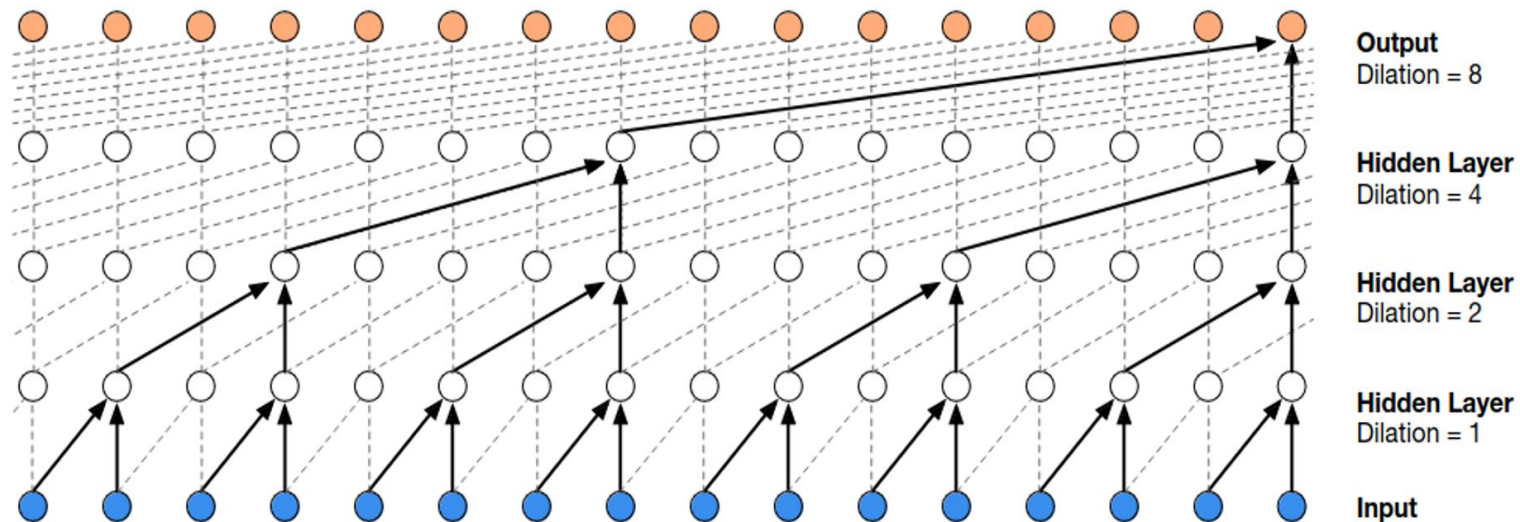 Output
Dilation = 8
Hidden Layer
Dilation = 4
Hidden Layer
Dilation = 2
Hidden Layer
Dilation = 1
Input